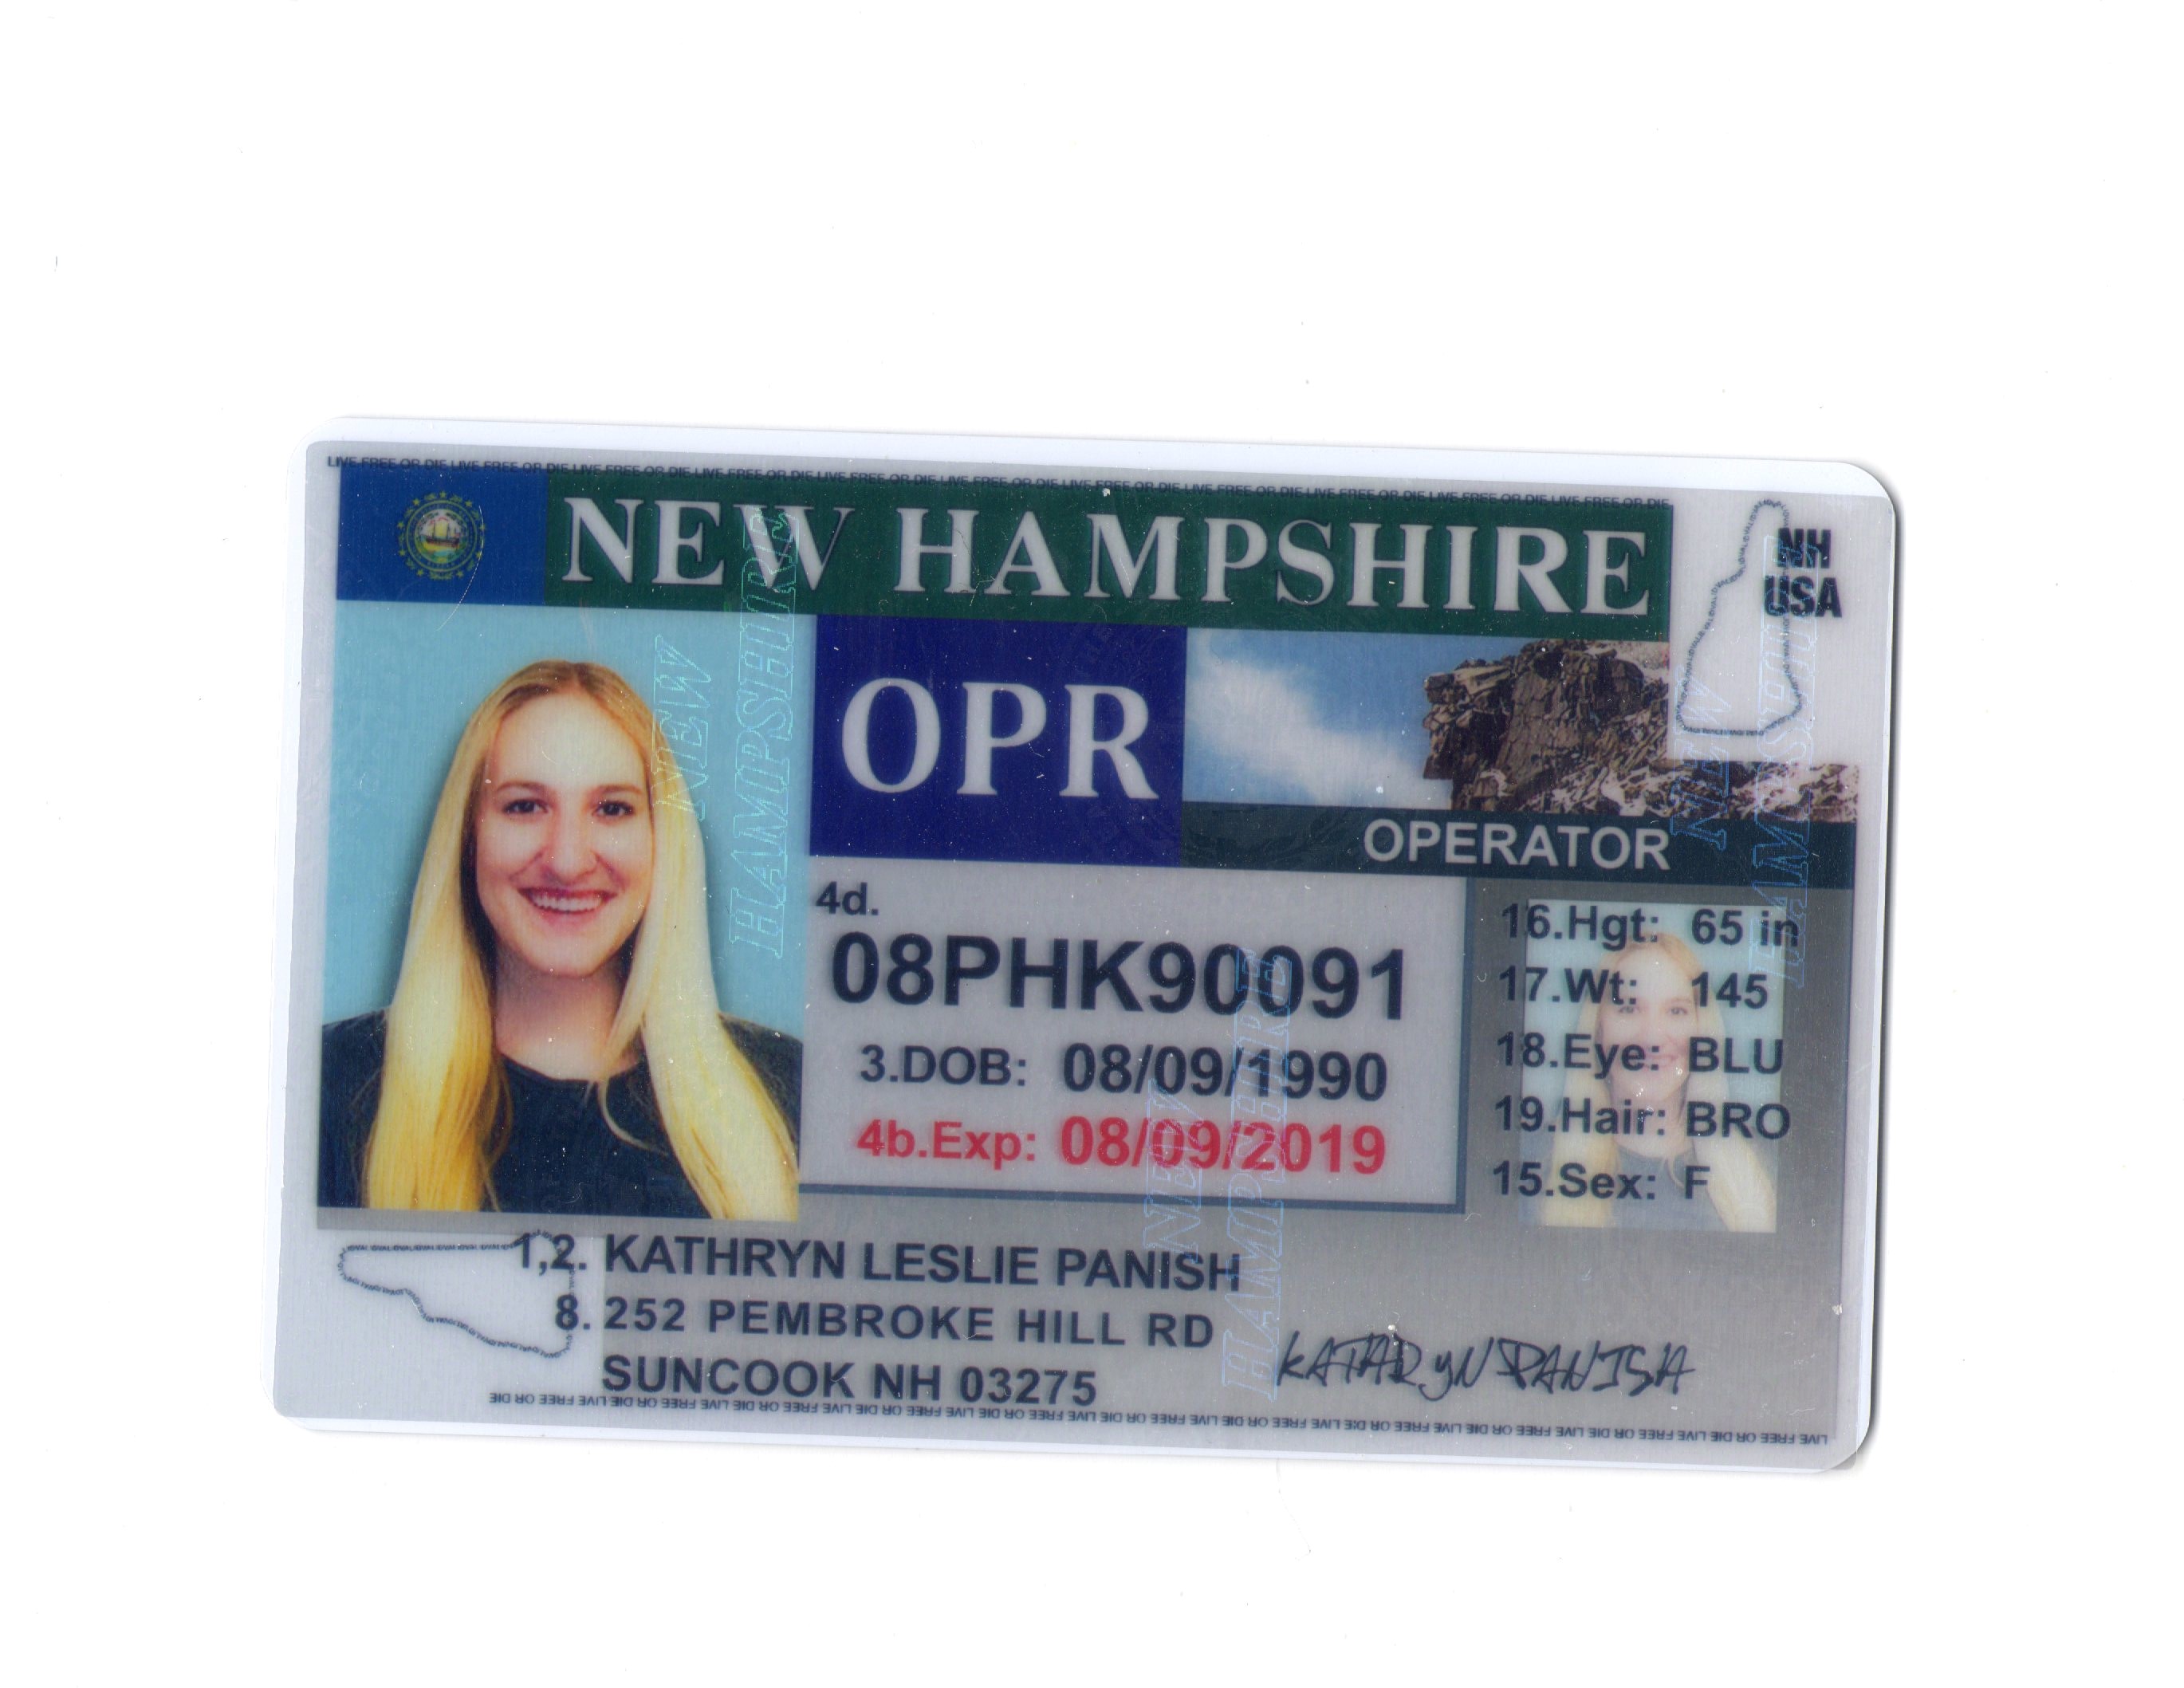 LIVE FREE OR DIE LIVE FREE OR DIE LIVE FREE OR DIE LIVE FREE OR DIE LIVE FREE OR DIE LIVE FREE OR DIE LIVE FREE OR DIE LIVE FREE OR DIE LIVE FREE OR DIE LIVE FREE OR DIE LIVE FREE OR DIE
NEW HAMPSHIRE
NH
USA
OPR
OPERATOR
NEW
HAMPSHIRE
NEW
HAMPSHIRE
4d.
08PHK90091
3.DOB: 08/09/1990
4b.Exp: 08/09/2019
16.Hgt: 65 in
17.Wt: 145
18.Eye: BLU
19.Hair: BRO
15.Sex: F
NEW
HAMPSHIRE
1,2. KATHRYN LESLIE PANISH
8. 252 PEMBROKE HILL RD
SUNCOOK NH 03275
KATHRYN PANISH
LIVE FREE OR DIE LIVE FREE OR DIE LIVE FREE OR DIE LIVE FREE OR DIE LIVE FREE OR DIE LIVE FREE OR DIE LIVE FREE OR DIE LIVE FREE OR DIE LIVE FREE OR DIE LIVE FREE OR DIE LIVE FREE OR DIE